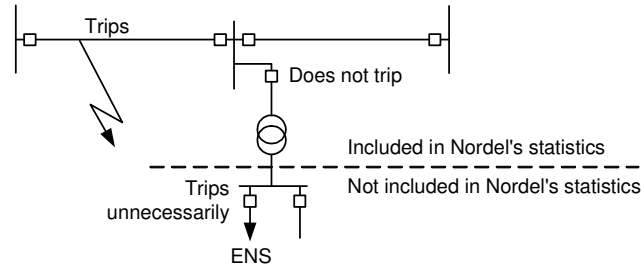 Trips
Does not trip
Included in Nordel's statistics
Not included in Nordel's statistics
Trips
unnecessarily
ENS